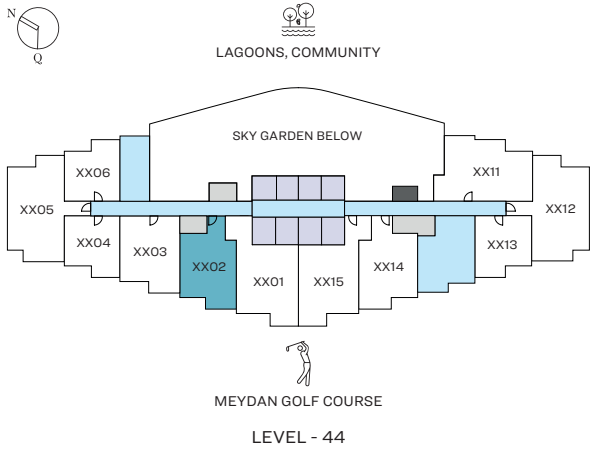 N
Q
LAGOONS, COMMUNITY
SKY GARDEN BELOW
XX06
XX11
XX05
XX12
XX04
XX03
XX13
XX02
XX14
XX01
XX15
MEYDAN GOLF COURSE
LEVEL - 44